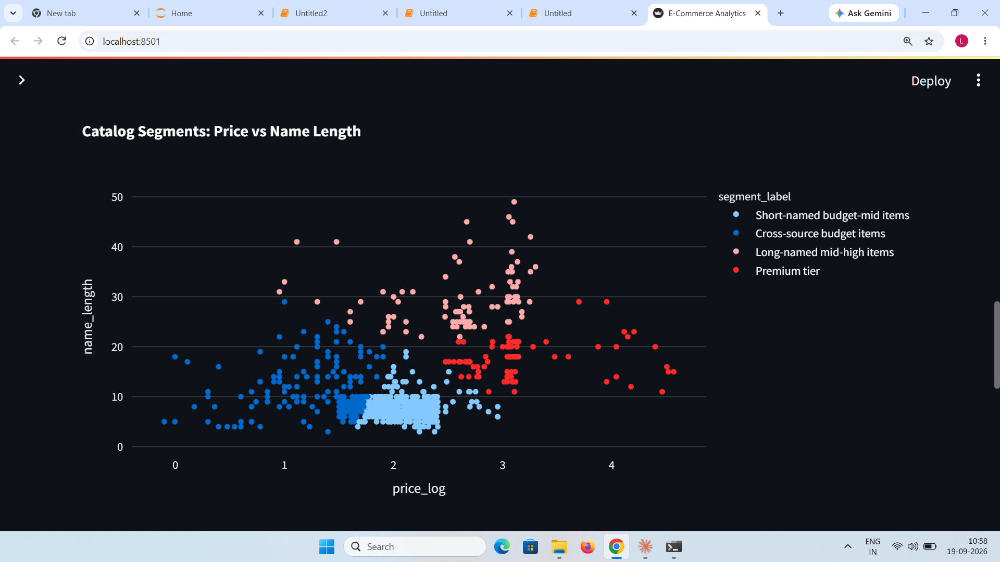 New tab
Home
Untitled2
Untitled
Untitled
E-Commerce Analytics
Ask Gemini
localhost:8501
L
Deploy
Catalog Segments: Price vs Name Length
50
40
30
20
10
0
name_length
0 1 2 3 4
price_log
segment_label
Short-named budget-mid items
Cross-source budget items
Long-named mid-high items
Premium tier
Search
ENG
IN
10:58
19-09-2026